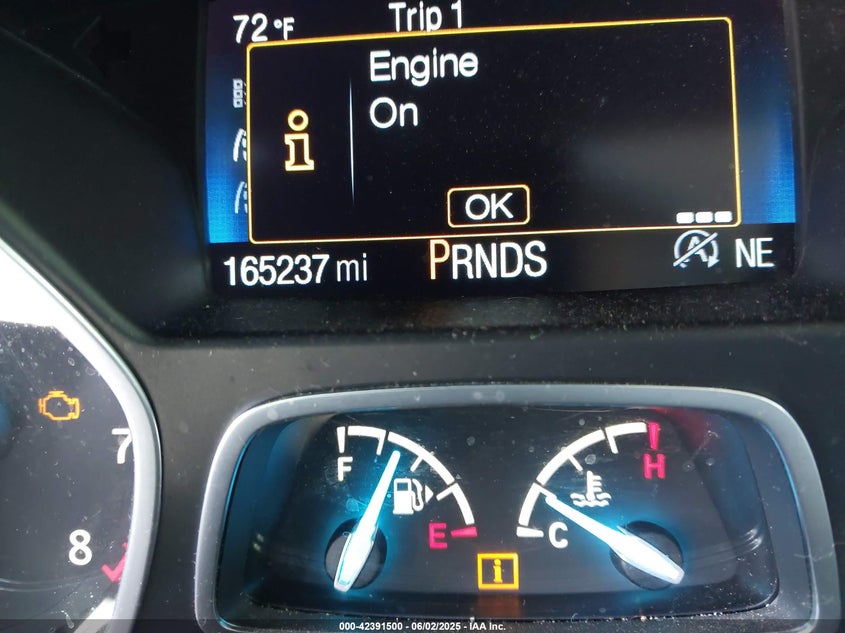 72°F
Trip 1
Engine
On
i
OK
165237 mi
PRNDS
A
NE
7
8
F
E
i
C
H
000-42391500 - 06/02/2025 - IAA Inc.